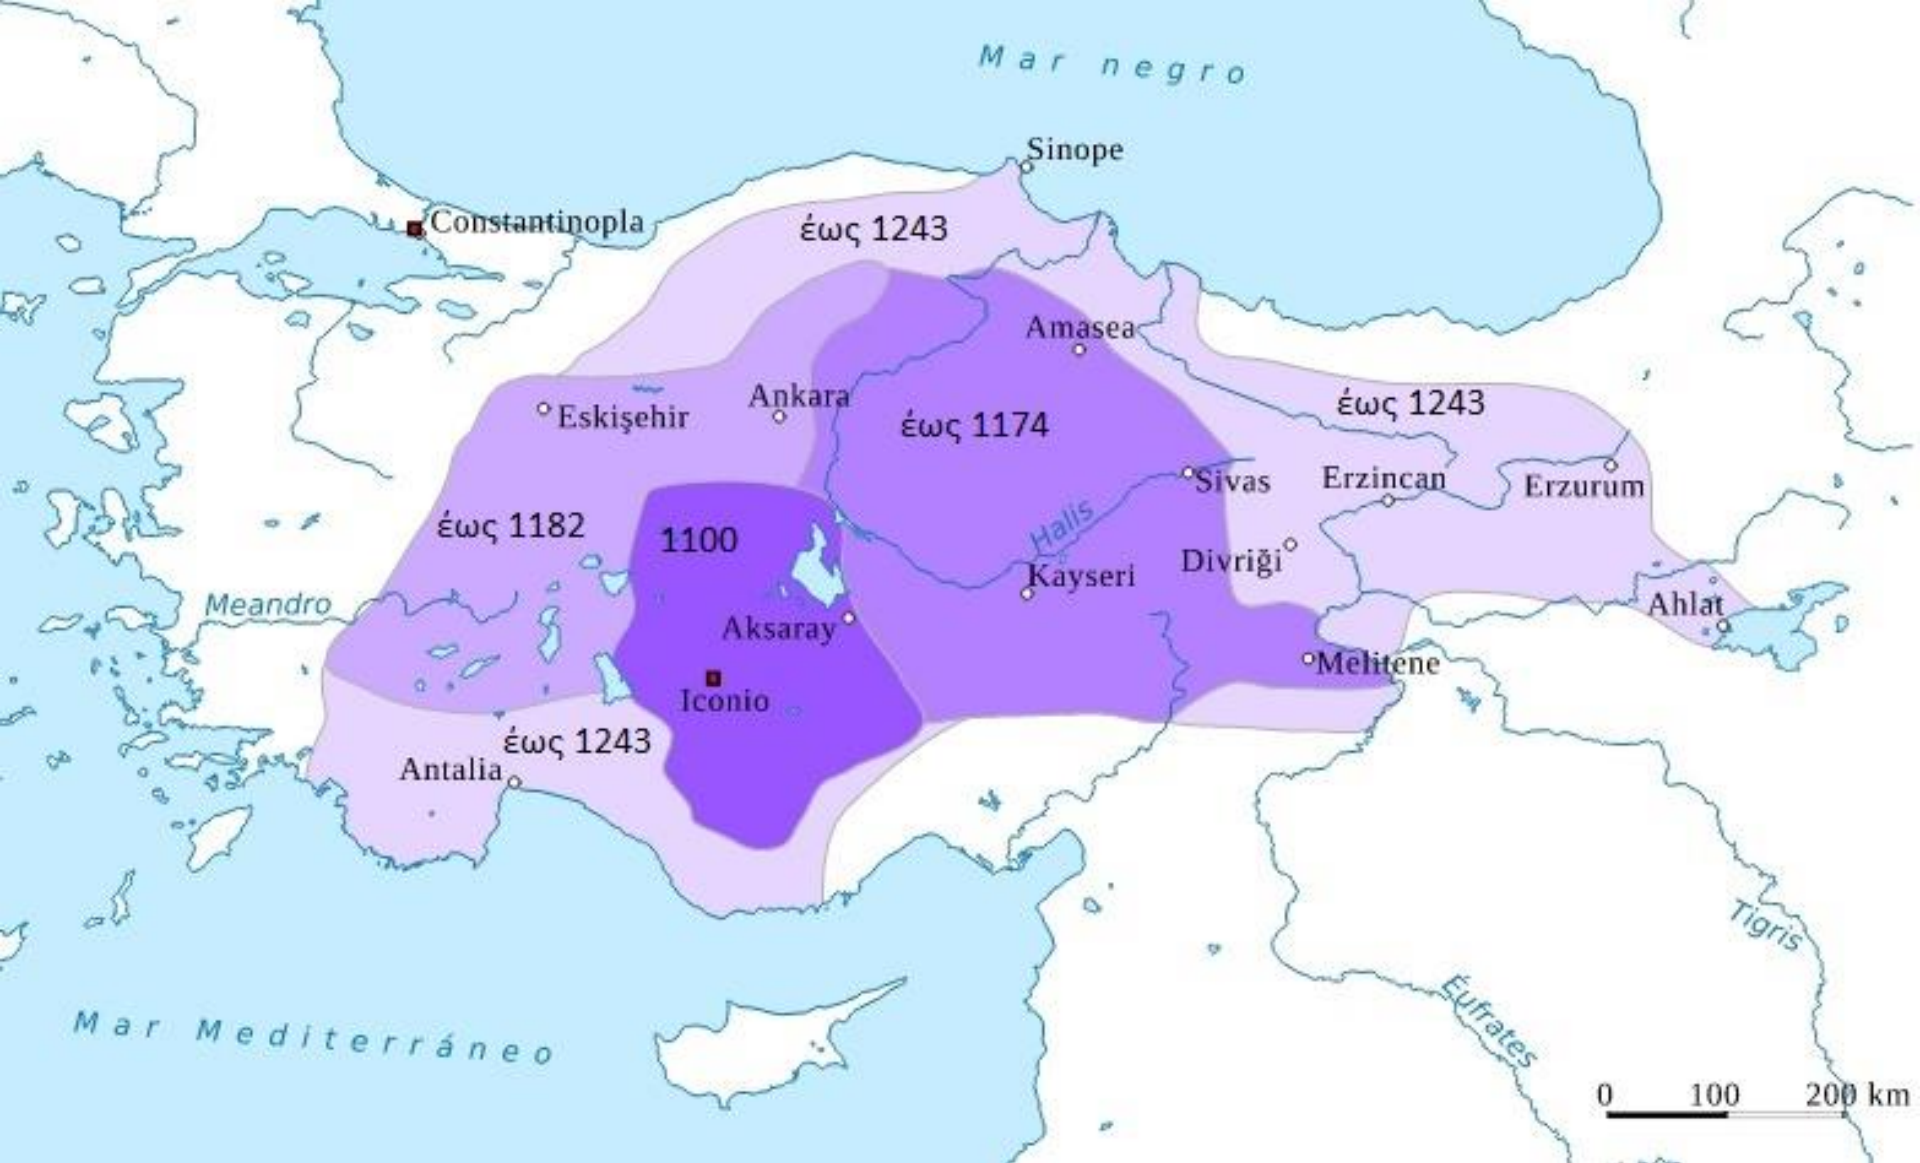 Mar negro
Sinope
Constantinopla
έως 1243
Amasea
Ankara
Eskişehir
έως 1174
έως 1243
Sivas
Erzincan
Erzurum
έως 1182
1100
Halis
Divriği
Kayseri
Meandro
Ahlat
Aksaray
Melitene
Iconio
έως 1243
Antalia
Tigris
Éufrates
Mar Mediterráneo
0 100 200 km